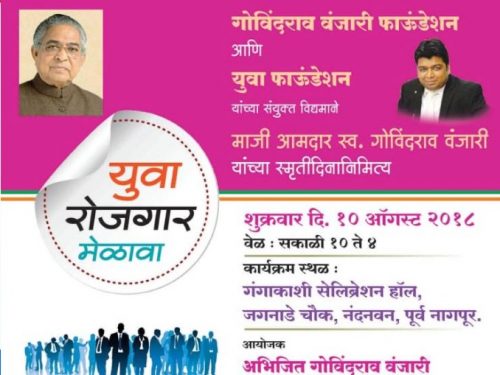 गोविंदराव वंजारी फाऊंडेशन
आणि
युवा फाऊंडेशन
यांच्या संयुक्त विद्यमाने
माजी आमदार स्व. गोविंदराव वंजारी
यांच्या स्मृतीदिनानिमित्य
युवा
रोजगार
मेळावा
शुक्रवार दि. १० ऑगस्ट २०१८
वेळ : सकाळी १० ते ४
कार्यक्रम स्थळ :
गंगाकाशी सेलिब्रेशन हॉल,
जगनाडे चौक, नंदनवन, पूर्व नागपूर.
आयोजक
अभिजित गोविंदराव वंजारी